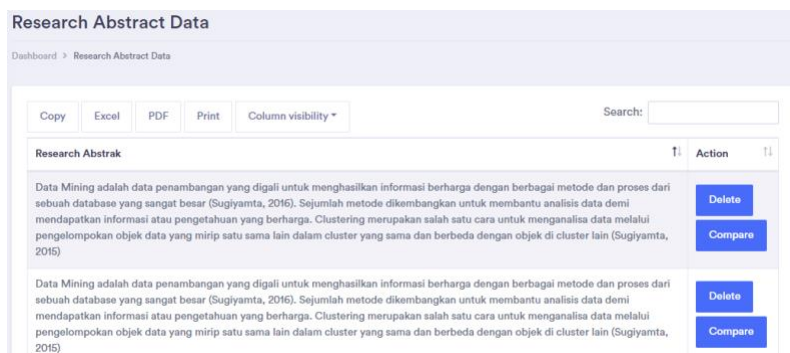 Research Abstract Data
Dashboard > Research Abstract Data
Copy Excel PDF Print Column visibility Search:
Research Abstrak Action
Data Mining adalah data penambangan yang digali untuk menghasilkan informasi berharga dengan berbagai metode dan proses dari
sebuah database yang sangat besar (Sugiyamta, 2016). Sejumlah metode dikembangkan untuk membantu analisis data demi
mendapatkan informasi atau pengetahuan yang berharga. Clustering merupakan salah satu cara untuk menganalisa data melalui
pengelompokan objek data yang mirip satu sama lain dalam cluster yang sama dan berbeda dengan objek di cluster lain (Sugiyamta,
2015)
Delete
Compare
Data Mining adalah data penambangan yang digali untuk menghasilkan informasi berharga dengan berbagai metode dan proses dari
sebuah database yang sangat besar (Sugiyamta, 2016). Sejumlah metode dikembangkan untuk membantu analisis data demi
mendapatkan informasi atau pengetahuan yang berharga. Clustering merupakan salah satu cara untuk menganalisa data melalui
pengelompokan objek data yang mirip satu sama lain dalam cluster yang sama dan berbeda dengan objek di cluster lain (Sugiyamta,
2015)
Delete
Compare